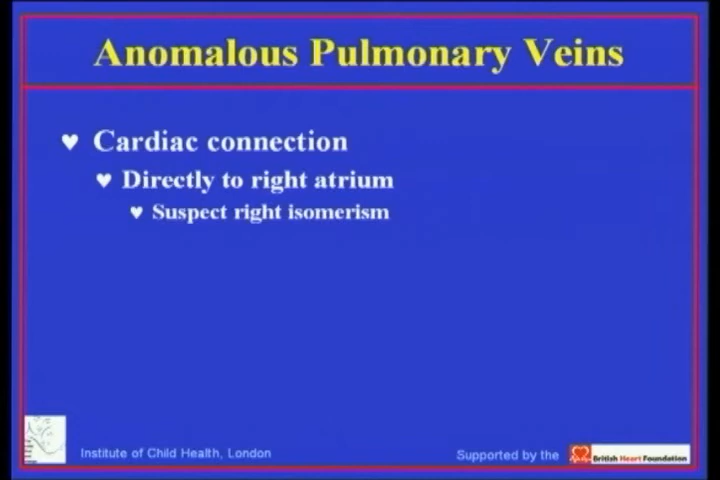 Anomalous Pulmonary Veins
♥ Cardiac connection
♥ Directly to right atrium
♥ Suspect right isomerism
Institute of Child Health, London
Supported by the
British Heart Foundation